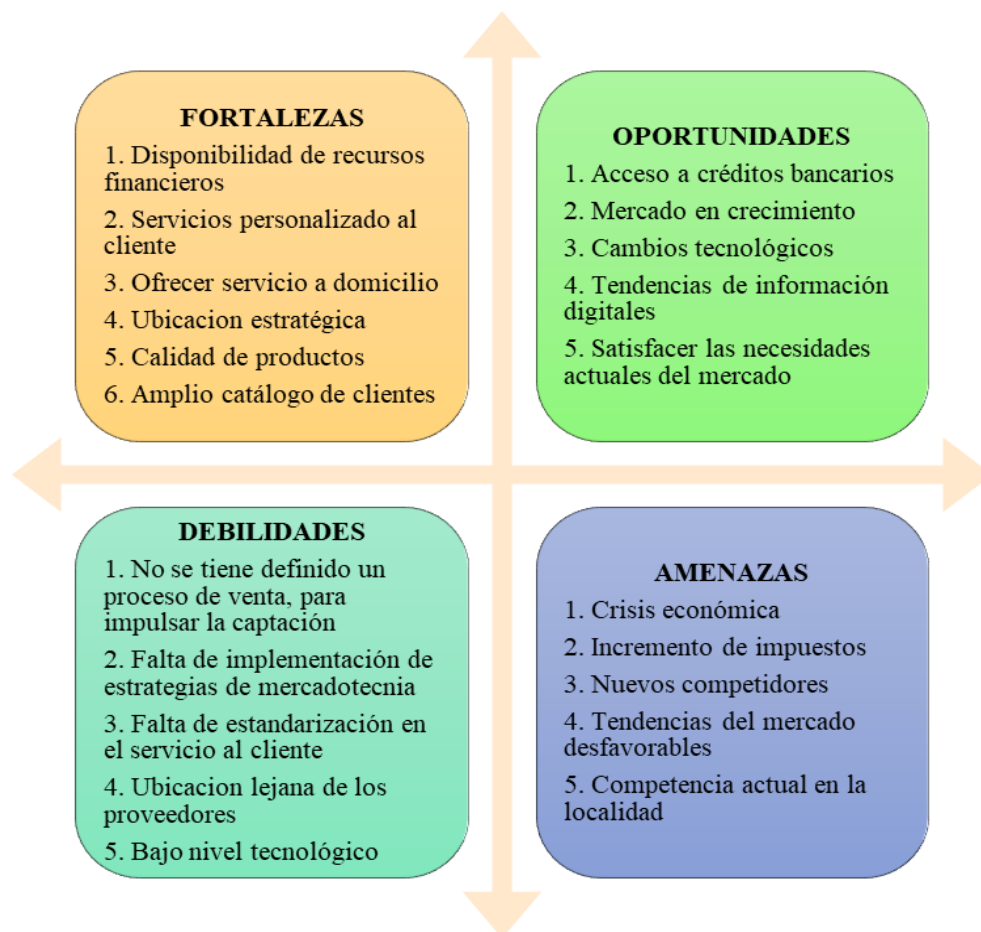 FORTALEZAS
1. Disponibilidad de recursos
financieros
2. Servicios personalizado al
cliente
3. Ofrecer servicio a domicilio
4. Ubicacion estratégica
5. Calidad de productos
6. Amplio catálogo de clientes
OPORTUNIDADES
1. Acceso a créditos bancarios
2. Mercado en crecimiento
3. Cambios tecnológicos
4. Tendencias de información
digitales
5. Satisfacer las necesidades
actuales del mercado
DEBILIDADES
1. No se tiene definido un
proceso de venta, para
impulsar la captación
2. Falta de implementación de
estrategias de mercadotecnia
3. Falta de estandarización en
el servicio al cliente
4. Ubicacion lejana de los
proveedores
5. Bajo nivel tecnológico
AMENAZAS
1. Crisis económica
2. Incremento de impuestos
3. Nuevos competidores
4. Tendencias del mercado
desfavorables
5. Competencia actual en la
localidad